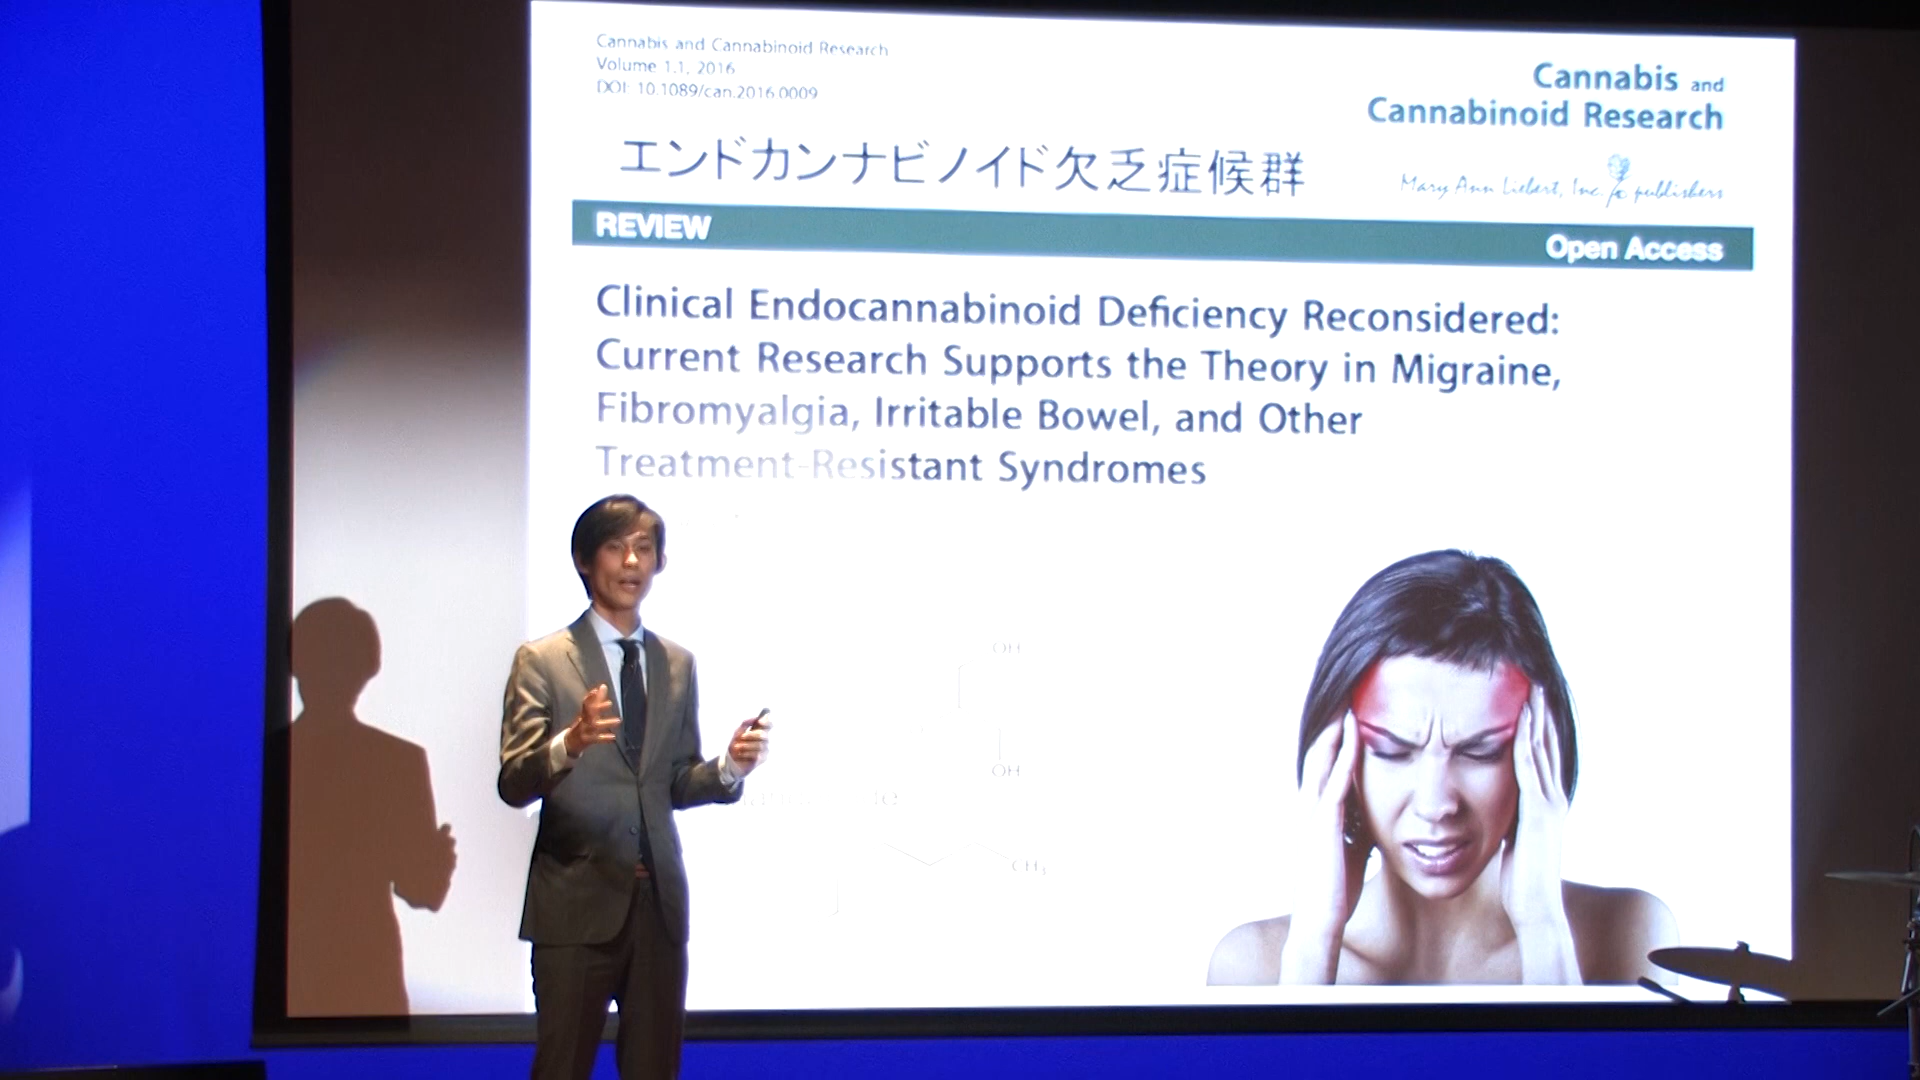 Cannabis and Cannabinoid Research
Volume 1.1, 2016
DOI: 10.1089/can.2016.0009
Cannabis and
Cannabinoid Research
エンドカンナビノイド欠乏症候群
Mary Ann Liebert, Inc. publishers
REVIEW
Open Access
Clinical Endocannabinoid Deficiency Reconsidered:
Current Research Supports the Theory in Migraine,
Fibromyalgia, Irritable Bowel, and Other
Treatment-Resistant Syndromes
OH
OH
CH₃